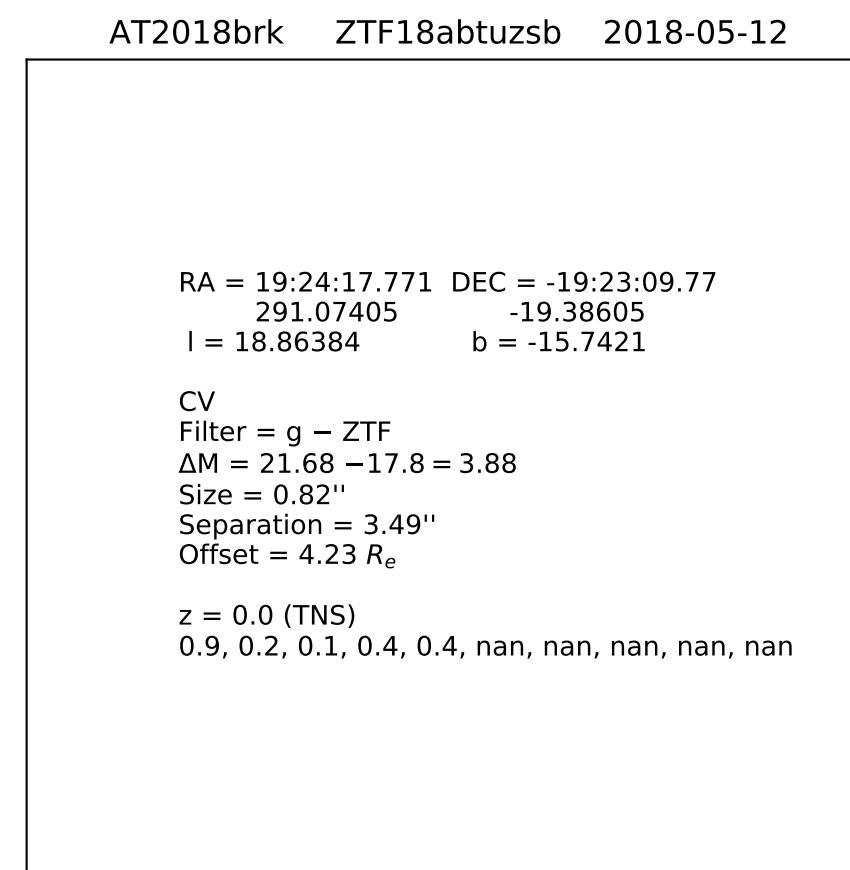 AT2018brk ZTF18abtuzsb 2018-05-12
RA = 19:24:17.771 DEC = -19:23:09.77
291.07405 -19.38605
l = 18.86384 b = -15.7421
CV
Filter = g − ZTF
ΔM = 21.68 −17.8 = 3.88
Size = 0.82''
Separation = 3.49''
Offset = 4.23 Re
z = 0.0 (TNS)
0.9, 0.2, 0.1, 0.4, 0.4, nan, nan, nan, nan, nan